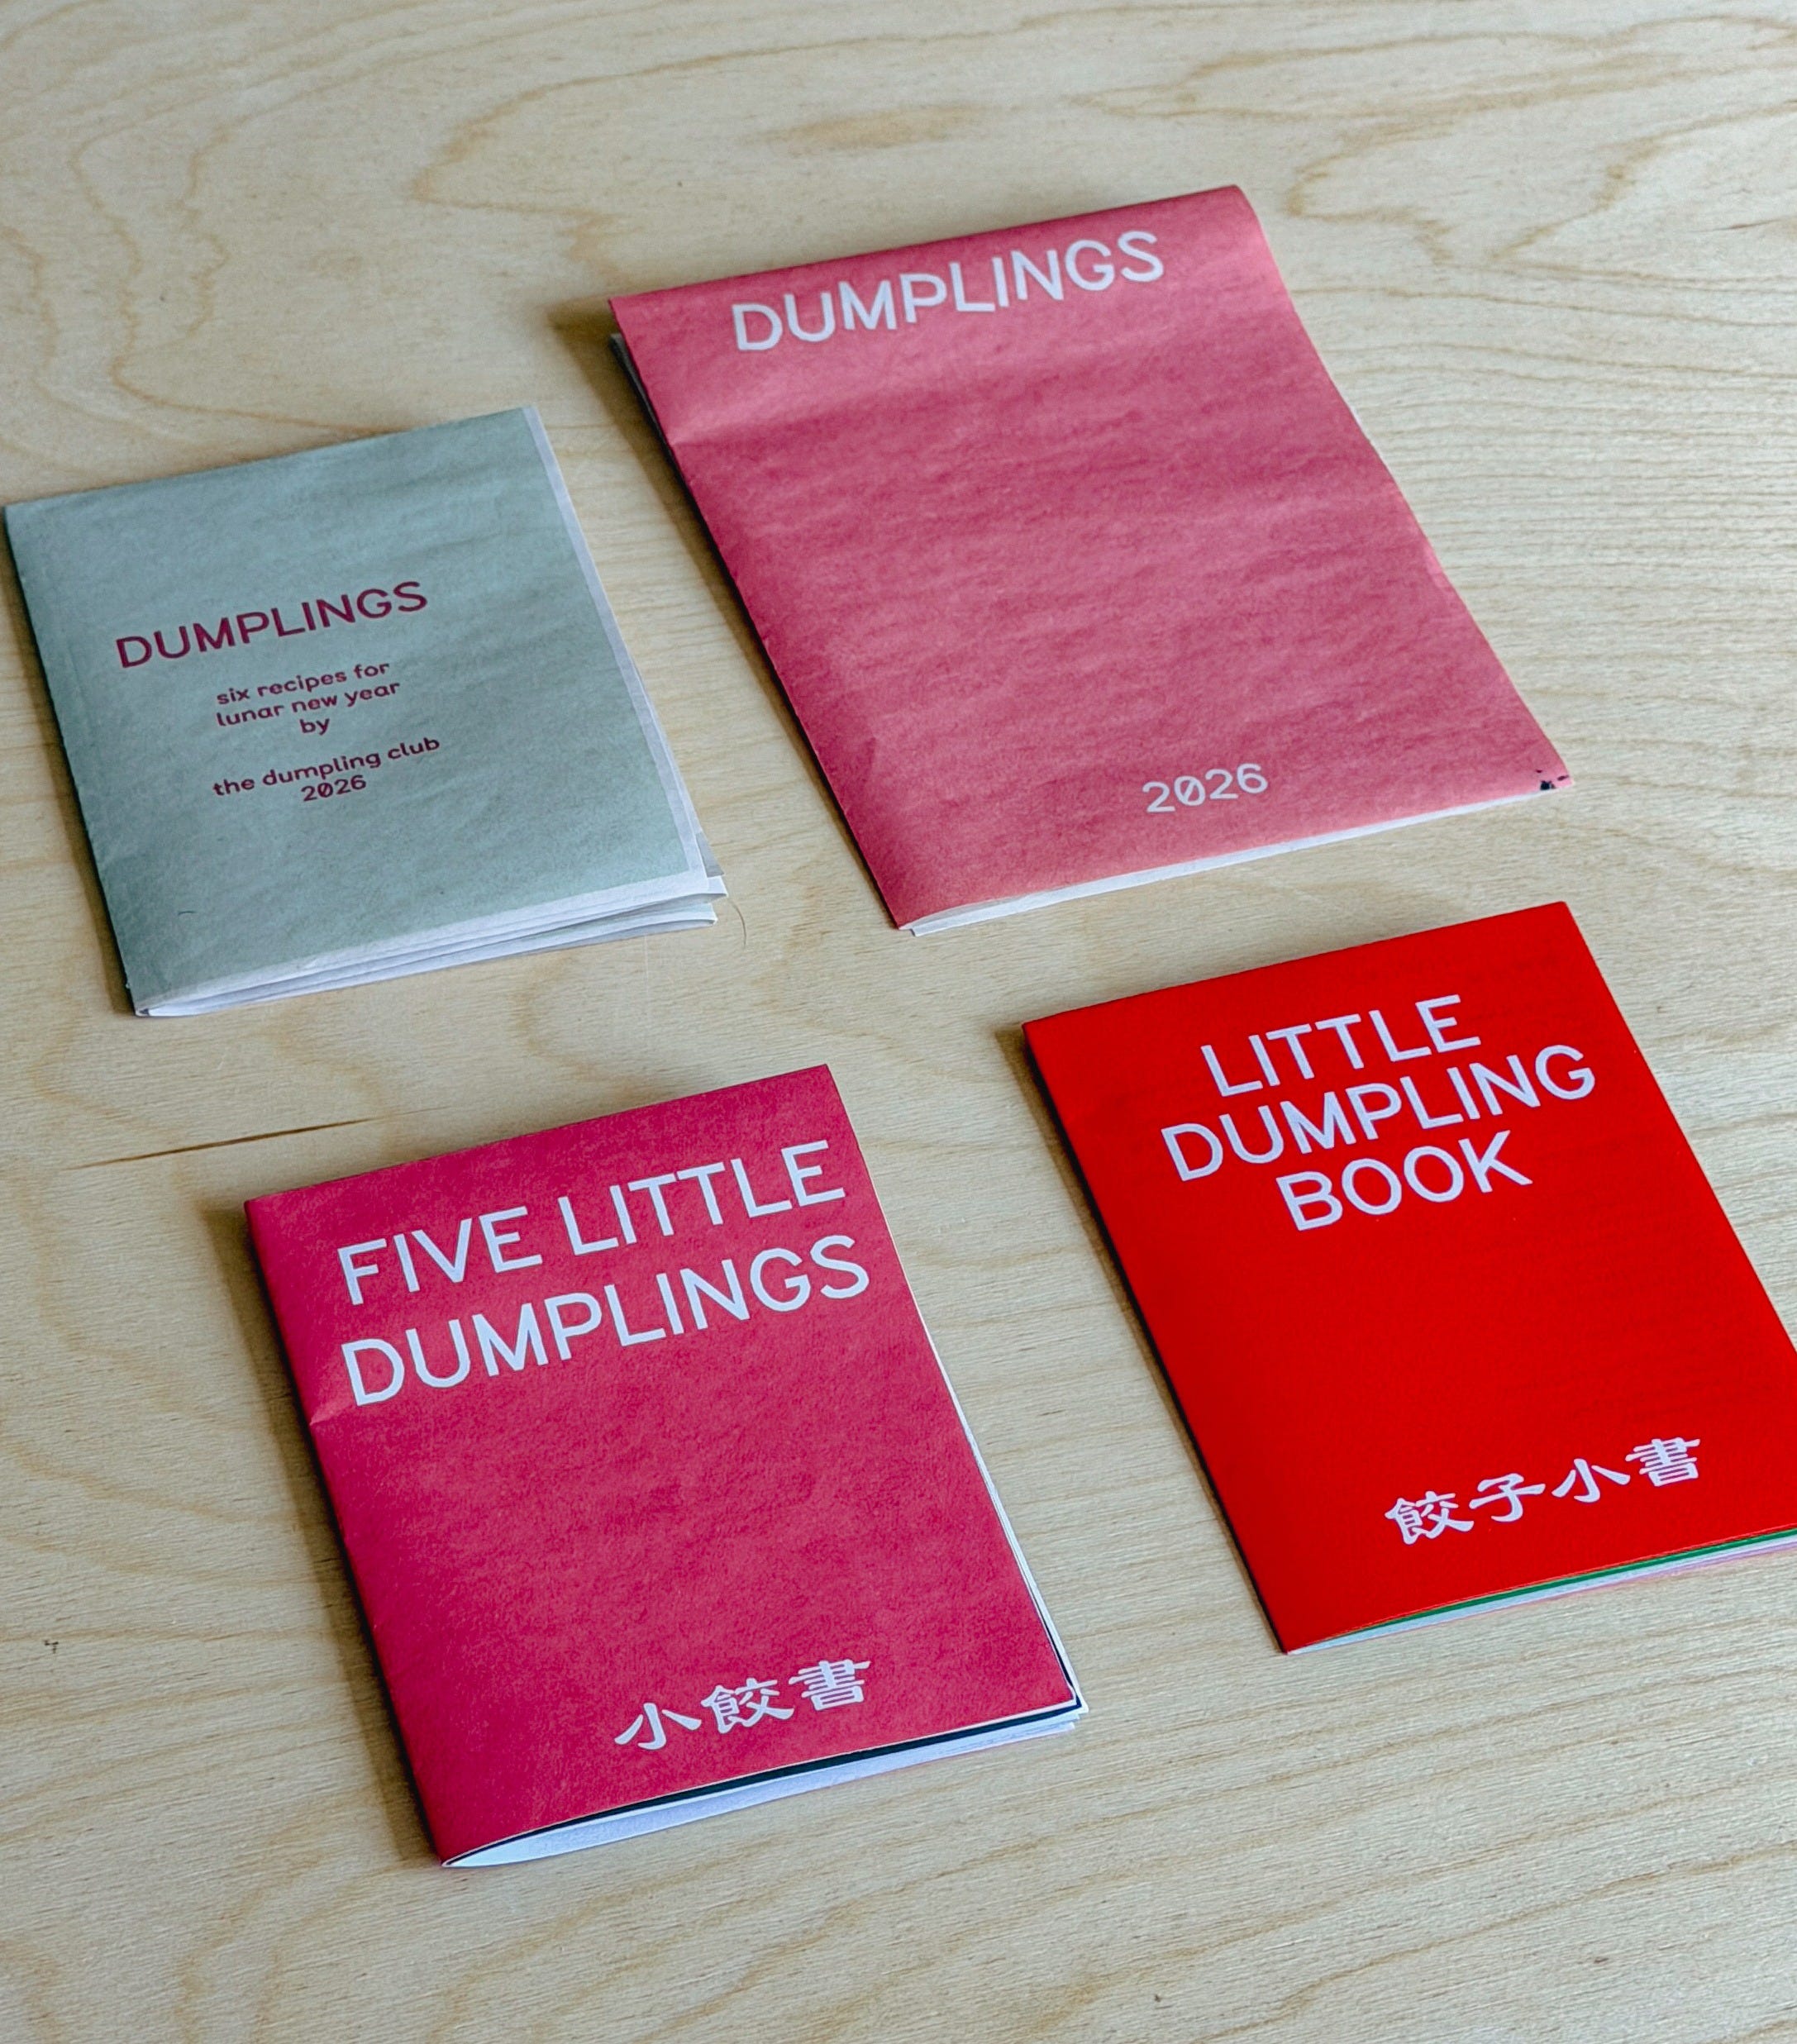 DUMPLINGS
six recipes for
lunar new year
by
the dumpling club
2026
DUMPLINGS
2026
FIVE LITTLE
DUMPLINGS
小餃書
LITTLE
DUMPLING
BOOK
餃子小書